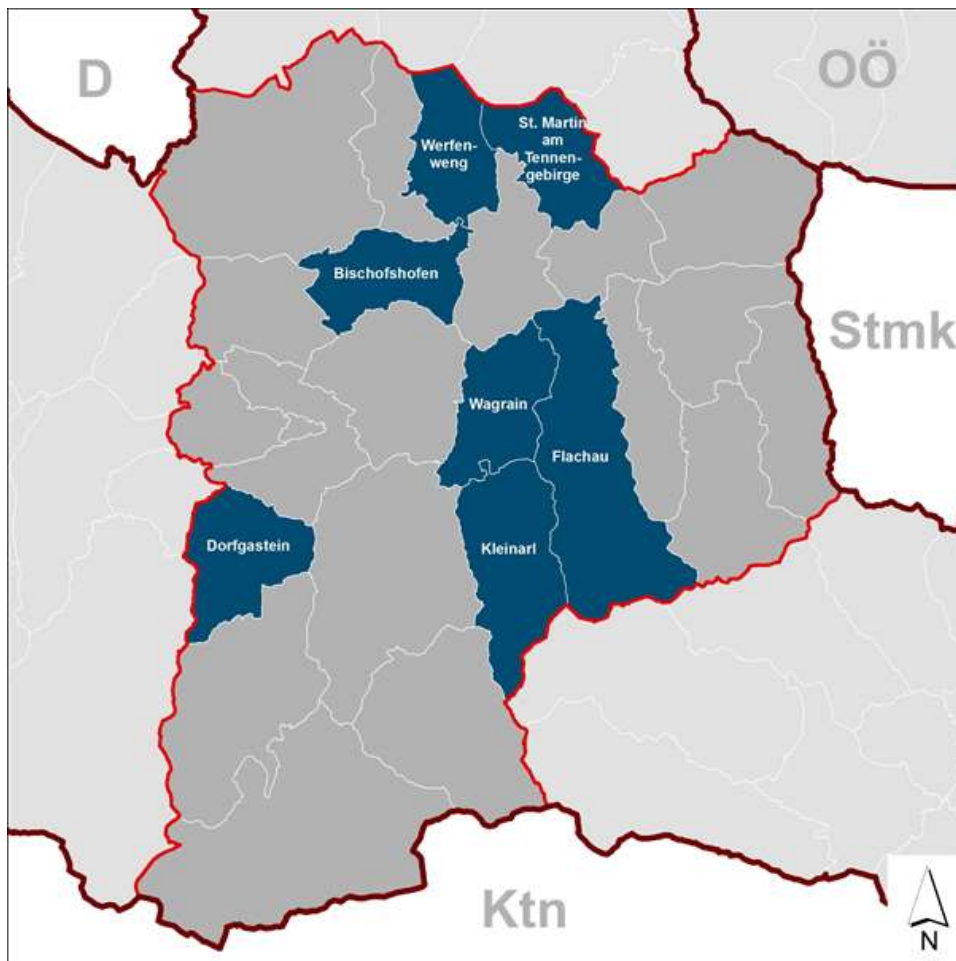 D
OÖ
St. Martin
am
Tennen-
gebirge
Werfen-
weng
Bischofshofen
Stmk
Wagrain
Flachau
Dorfgastein
Kleinarl
Ktn
N